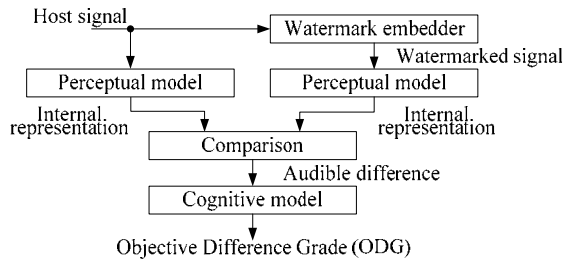 Host signal
Watermark embedder
Watermarked signal
Perceptual model
Perceptual model
Internal
representation
Internal
representation
Comparison
Audible difference
Cognitive model
Objective Difference Grade (ODG)